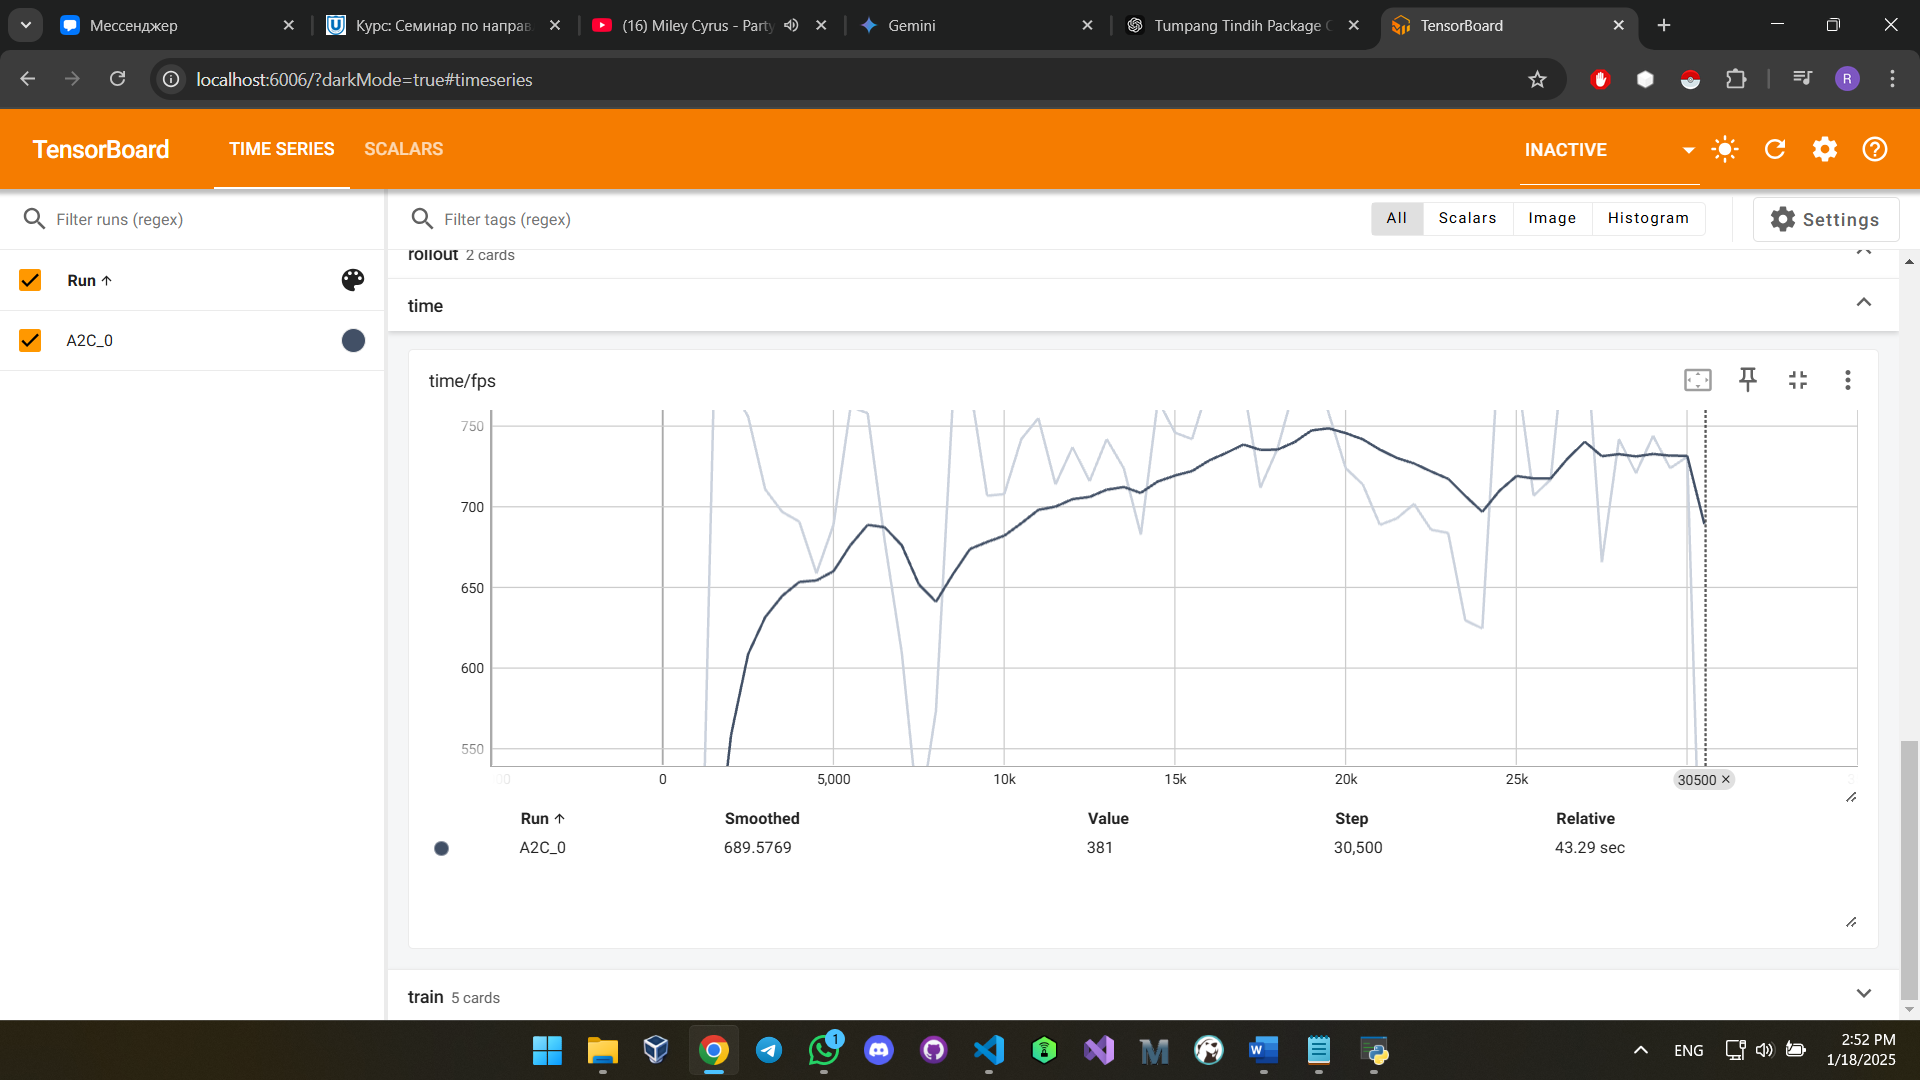 Мессенджер
Курс: Семинар по направ
(16) Miley Cyrus - Party
Gemini
Tumpang Tindih Package C
TensorBoard
localhost:6006/?darkMode=true#timeseries
R
TensorBoard
TIME SERIES
SCALARS
INACTIVE
Filter runs (regex)
Filter tags (regex)
All
Scalars
Image
Histogram
Settings
Run
A2C_0
rollout 2 cards
time
time/fps
750
700
650
600
550
0
5,000
10k
15k
20k
25k
30500
Run
Smoothed
Value
Step
Relative
A2C_0
689.5769
381
30,500
43.29 sec
train 5 cards
1
ENG
2:52 PM
1/18/2025